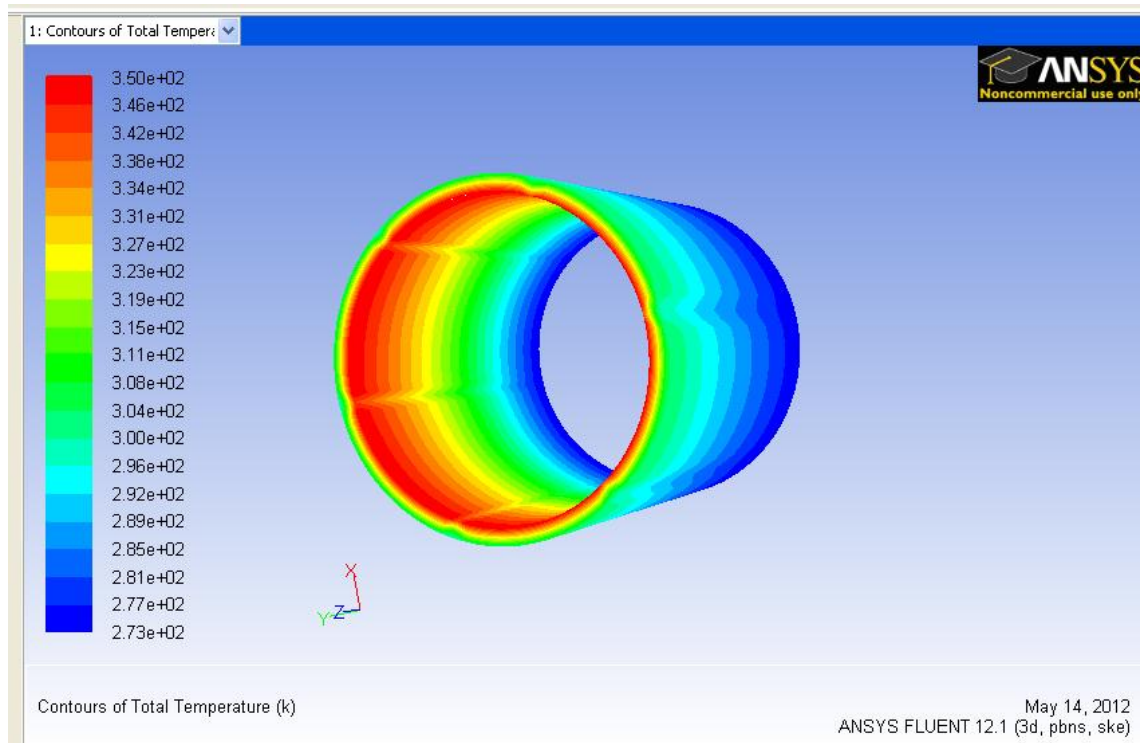 1: Contours of Total Tempera
ANSYS
Noncommercial use only
3.50e+02
3.46e+02
3.42e+02
3.38e+02
3.34e+02
3.31e+02
3.27e+02
3.23e+02
3.19e+02
3.15e+02
3.11e+02
3.08e+02
3.04e+02
3.00e+02
2.96e+02
2.92e+02
2.89e+02
2.85e+02
2.81e+02
2.77e+02
2.73e+02
X
Y Z
Contours of Total Temperature (k)
May 14, 2012
ANSYS FLUENT 12.1 (3d, pbns, ske)